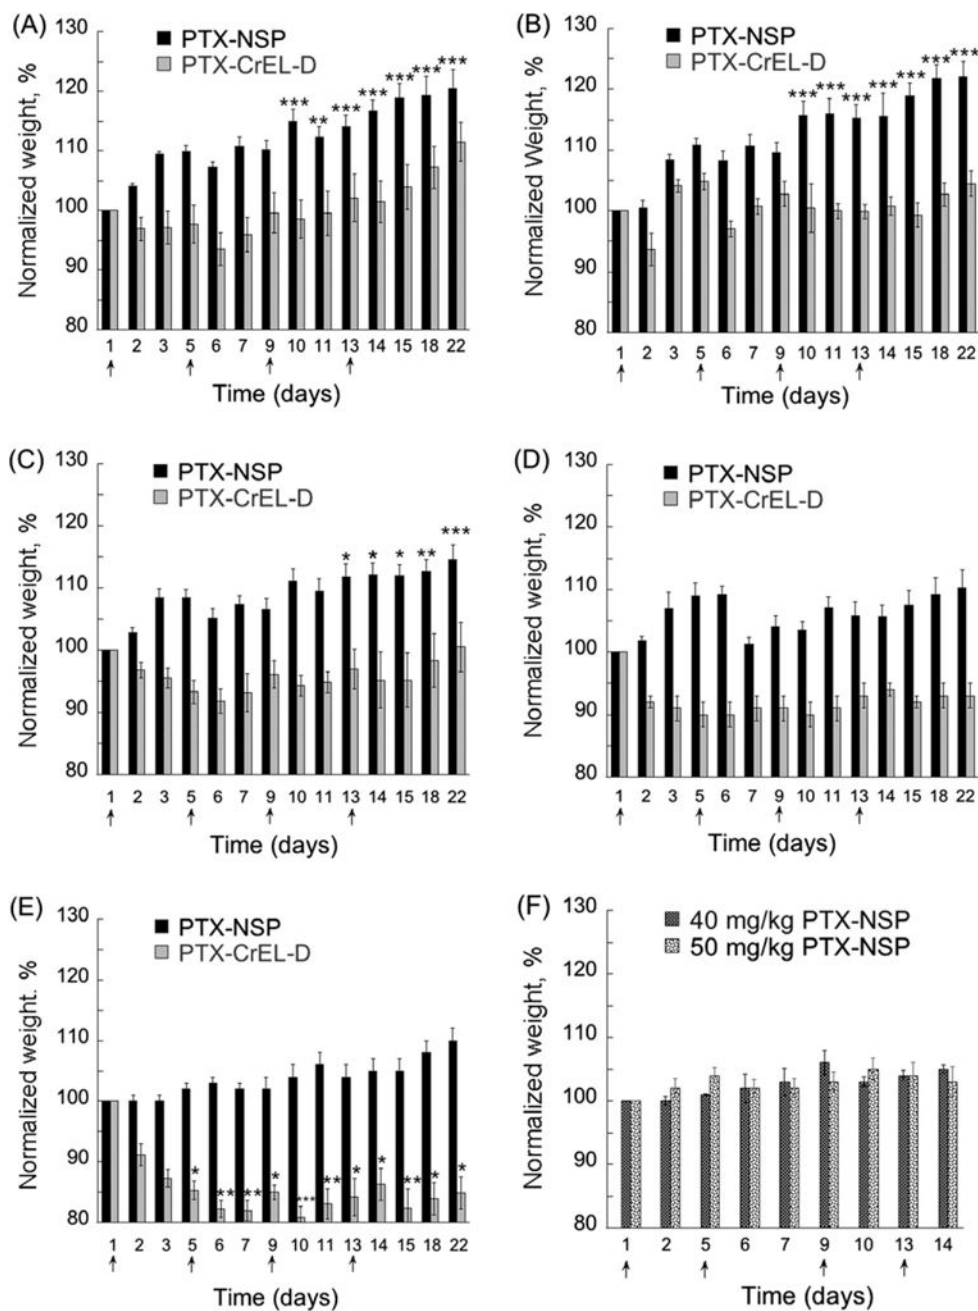 (A)
PTX-NSP
PTX-CrEL-D
Normalized weight, %
130
120
110
100
90
80
*** ** *** *** *** *** ***
1 2 3 5 6 7 9 10 11 13 14 15 18 22
Time (days)
(B)
PTX-NSP
PTX-CrEL-D
Normalized Weight, %
130
120
110
100
90
80
*** *** *** *** *** *** ***
1 2 3 5 6 7 9 10 11 13 14 15 18 22
Time (days)
(C)
PTX-NSP
PTX-CrEL-D
Normalized weight, %
130
120
110
100
90
80
* * * ** ***
1 2 3 5 6 7 9 10 11 13 14 15 18 22
Time (days)
(D)
PTX-NSP
PTX-CrEL-D
Normalized weight, %
130
120
110
100
90
80
1 2 3 5 6 7 9 10 11 13 14 15 18 22
Time (days)
(E)
PTX-NSP
PTX-CrEL-D
Normalized weight. %
130
120
110
100
90
80
* ** ** * *** ** * * ** * *
1 2 3 5 6 7 9 10 11 13 14 15 18 22
Time (days)
(F)
40 mg/kg PTX-NSP
50 mg/kg PTX-NSP
Normalized weight, %
130
120
110
100
90
80
1 2 5 6 7 9 10 13 14
Time (days)